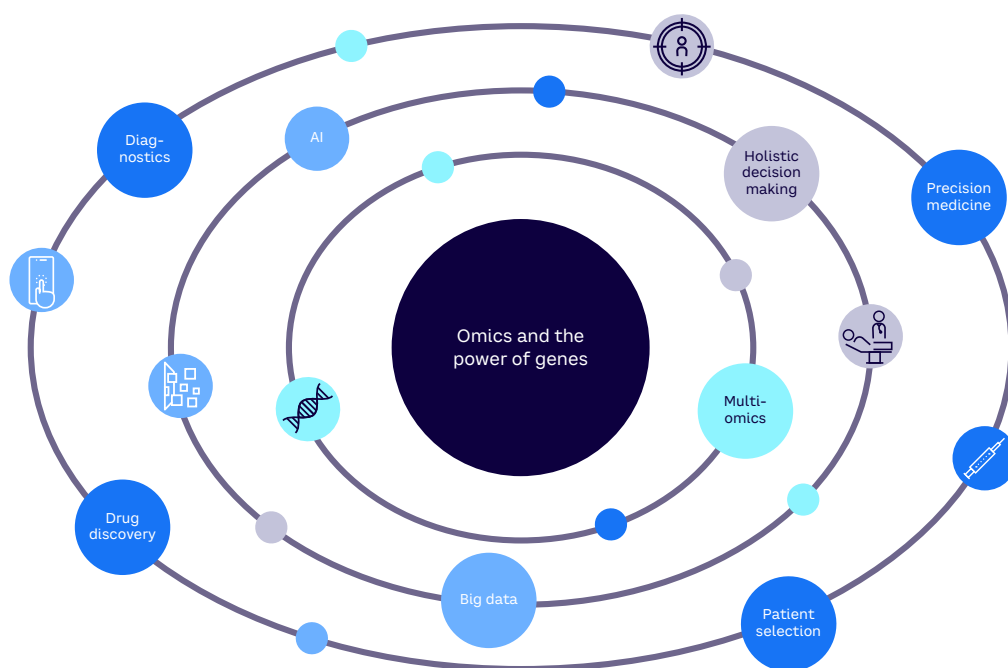 Diag-
nostics
AI
Holistic
decision
making
Precision
medicine
Omics and the
power of genes
Multi-
omics
Drug
discovery
Big data
Patient
selection